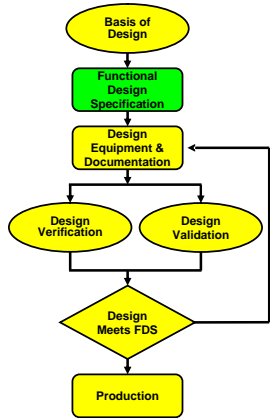 Basis of
Design
Functional
Design
Specification
Design
Equipment &
Documentation
Design
Verification
Design
Validation
Design
Meets FDS
Production